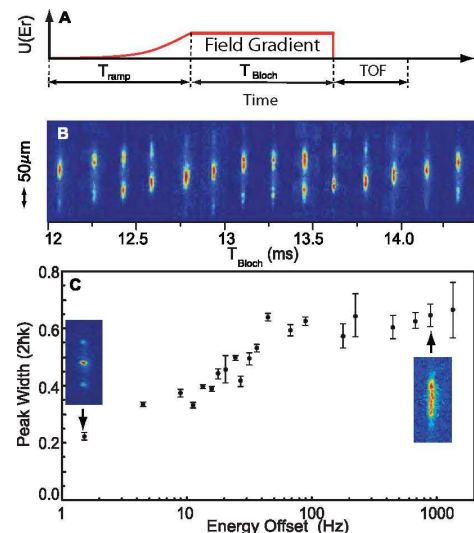 A
U(Er)
Field Gradient
T_ramp
T_Bloch
TOF
Time
B
50μm
12
12.5
13
13.5
14.0
T_Bloch (ms)
C
0.8
0.6
0.4
0.2
0.0
Peak Width (2hk)
1
10
100
1000
Energy Offset (Hz)